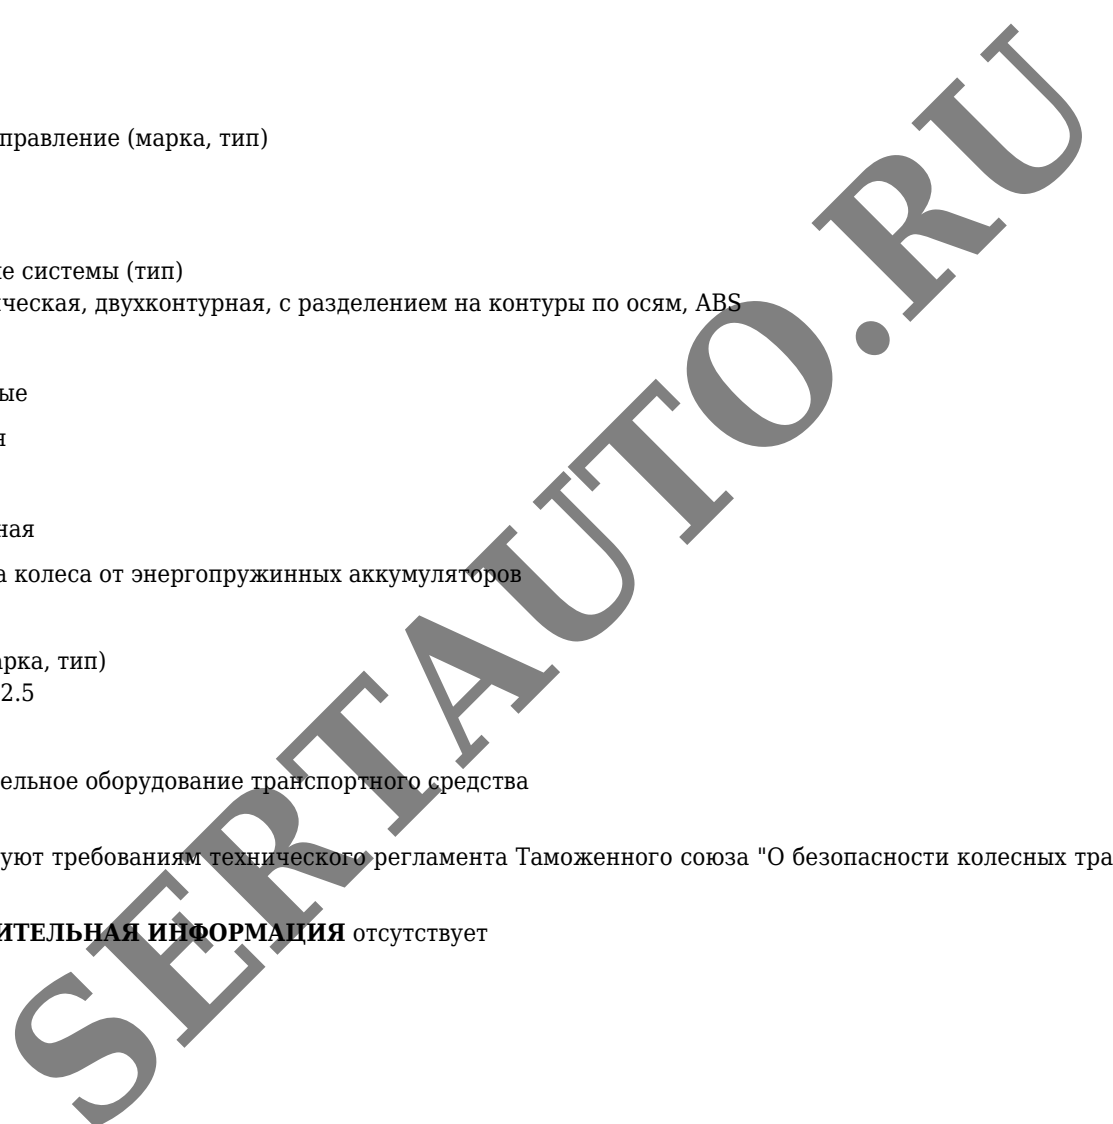 правление (марка, тип)
е системы (тип)
ческая, двухконтурная, с разделением на контуры по осям, ABS
ые
я
ная
а колеса от энергопружинных аккумуляторов
арка, тип)
2.5
ельное оборудование транспортного средства
уют требованиям технического регламента Таможенного союза "О безопасности колесных тра
ИТЕЛЬНАЯ ИНФОРМАЦИЯ отсутствует
SERTAUTO.RU